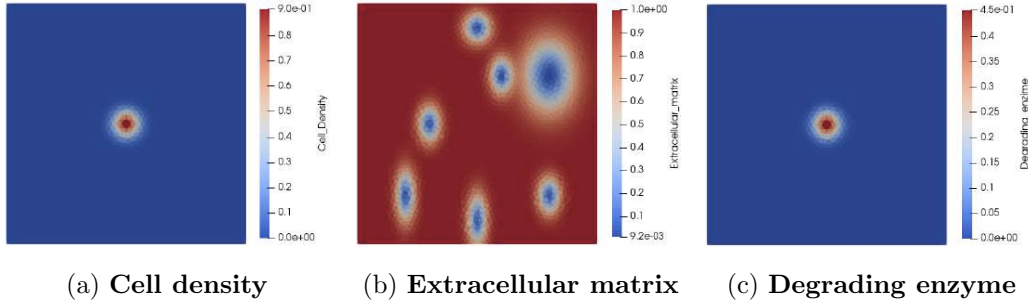 9.0e-01
0.8
0.7
0.6
0.5
0.4
0.3
0.2
0.1
0.0e+00
Cell_Density
1.0e+00
0.9
0.8
0.7
0.6
0.5
0.4
0.3
0.2
0.1
9.2e-03
Extracellular_matrix
4.5e-01
0.4
0.35
0.3
0.25
0.2
0.15
0.1
0.05
0.0e+00
Degrading enzime
(a) Cell density
(b) Extracellular matrix
(c) Degrading enzyme